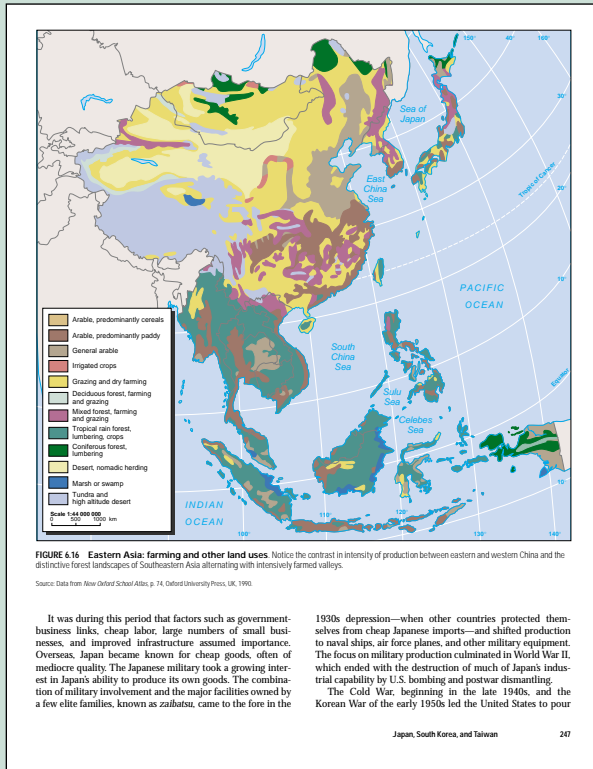 150°
40°
160°
30°
Sea of
Japan
East
China
Sea
Tropic of Cancer
20°
PACIFIC
OCEAN
10°
South
China
Sea
Equator
Sulu
Sea
Celebes
Sea
10°
INDIAN
OCEAN
100°
110°
120°
130°
140°
Arable, predominantly cereals
Arable, predominantly paddy
General arable
Irrigated crops
Grazing and dry farming
Deciduous forest, farming
and grazing
Mixed forest, farming
and grazing
Tropical rain forest,
lumbering, crops
Coniferous forest,
lumbering
Desert, nomadic herding
Marsh or swamp
Tundra and
high altitude desert
Scale 1:44 000 000
0 500 1000 km
FIGURE 6.16 Eastern Asia: farming and other land uses. Notice the contrast in intensity of production between eastern and western China and the
distinctive forest landscapes of Southeastern Asia alternating with intensively farmed valleys.
Source: Data from New Oxford School Atlas, p. 74, Oxford University Press, UK, 1990.
It was during this period that factors such as government-
business links, cheap labor, large numbers of small busi-
nesses, and improved infrastructure assumed importance.
Overseas, Japan became known for cheap goods, often of
mediocre quality. The Japanese military took a growing inter-
est in Japan's ability to produce its own goods. The combina-
tion of military involvement and the major facilities owned by
a few elite families, known as zaibatsu, came to the fore in the
1930s depression—when other countries protected them-
selves from cheap Japanese imports—and shifted production
to naval ships, air force planes, and other military equipment.
The focus on military production culminated in World War II,
which ended with the destruction of much of Japan's indus-
trial capability by U.S. bombing and postwar dismantling.
The Cold War, beginning in the late 1940s, and the
Korean War of the early 1950s led the United States to pour
Japan, South Korea, and Taiwan 247